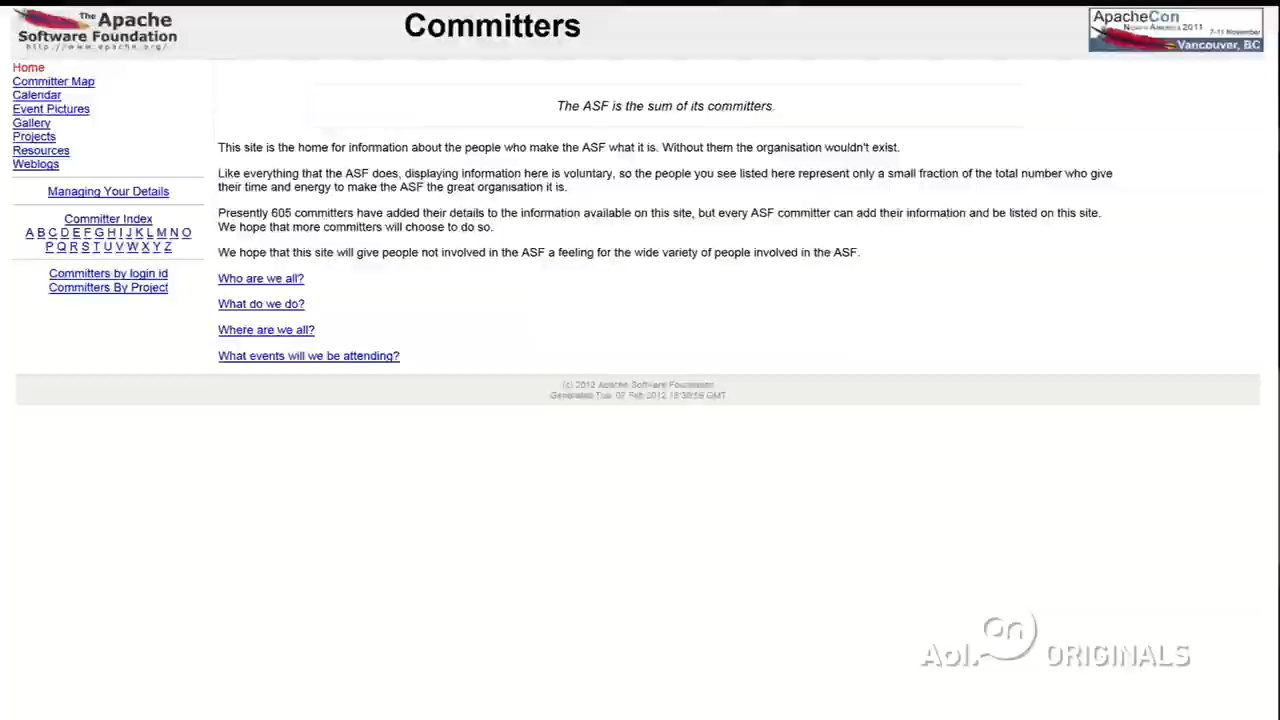 The Apache
Software Foundation
http://www.apache.org/
Committers
ApacheCon
North America 2011 7-11 November
Vancouver, BC
Home
Committer Map
Calendar
Event Pictures
Gallery
Projects
Resources
Weblogs
Managing Your Details
Committer Index
A B C D E F G H I J K L M N O
P Q R S T U V W X Y Z
Committers by login id
Committers By Project
The ASF is the sum of its committers.
This site is the home for information about the people who make the ASF what it is. Without them the organisation wouldn't exist.
Like everything that the ASF does, displaying information here is voluntary, so the people you see listed here represent only a small fraction of the total number who give
their time and energy to make the ASF the great organisation it is.
Presently 605 committers have added their details to the information available on this site, but every ASF committer can add their information and be listed on this site.
We hope that more committers will choose to do so.
We hope that this site will give people not involved in the ASF a feeling for the wide variety of people involved in the ASF.
Who are we all?
What do we do?
Where are we all?
What events will we be attending?
(c) 2012 Apache Software Foundation
Generated Tue, 07 Feb 2012 GMT
Aol. On ORIGINALS